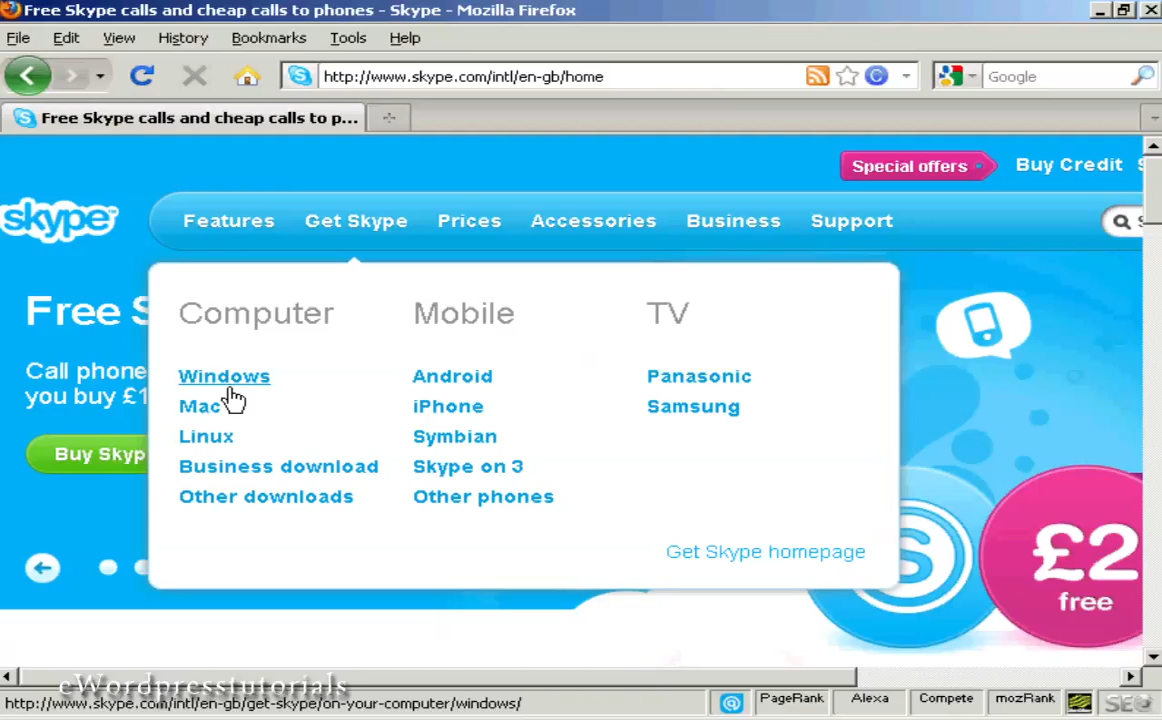 Free Skype calls and cheap calls to phones - Skype - Mozilla Firefox
File Edit View History Bookmarks Tools Help
http://www.skype.com/intl/en-gb/home
Google
Free Skype calls and cheap calls to p...
Special offers Buy Credit
skype Features Get Skype Prices Accessories Business Support
Computer Mobile TV
Free S
Windows Android Panasonic
Call phone
you buy £1
Mac iPhone Samsung
Linux Symbian
Buy Skyp
Business download Skype on 3
Other downloads Other phones
Get Skype homepage
£2
free
eWordpresstutorials
http://www.skype.com/intl/en-gb/get-skype/on-your-computer/windows/
PageRank Alexa Compete mozRank SEO